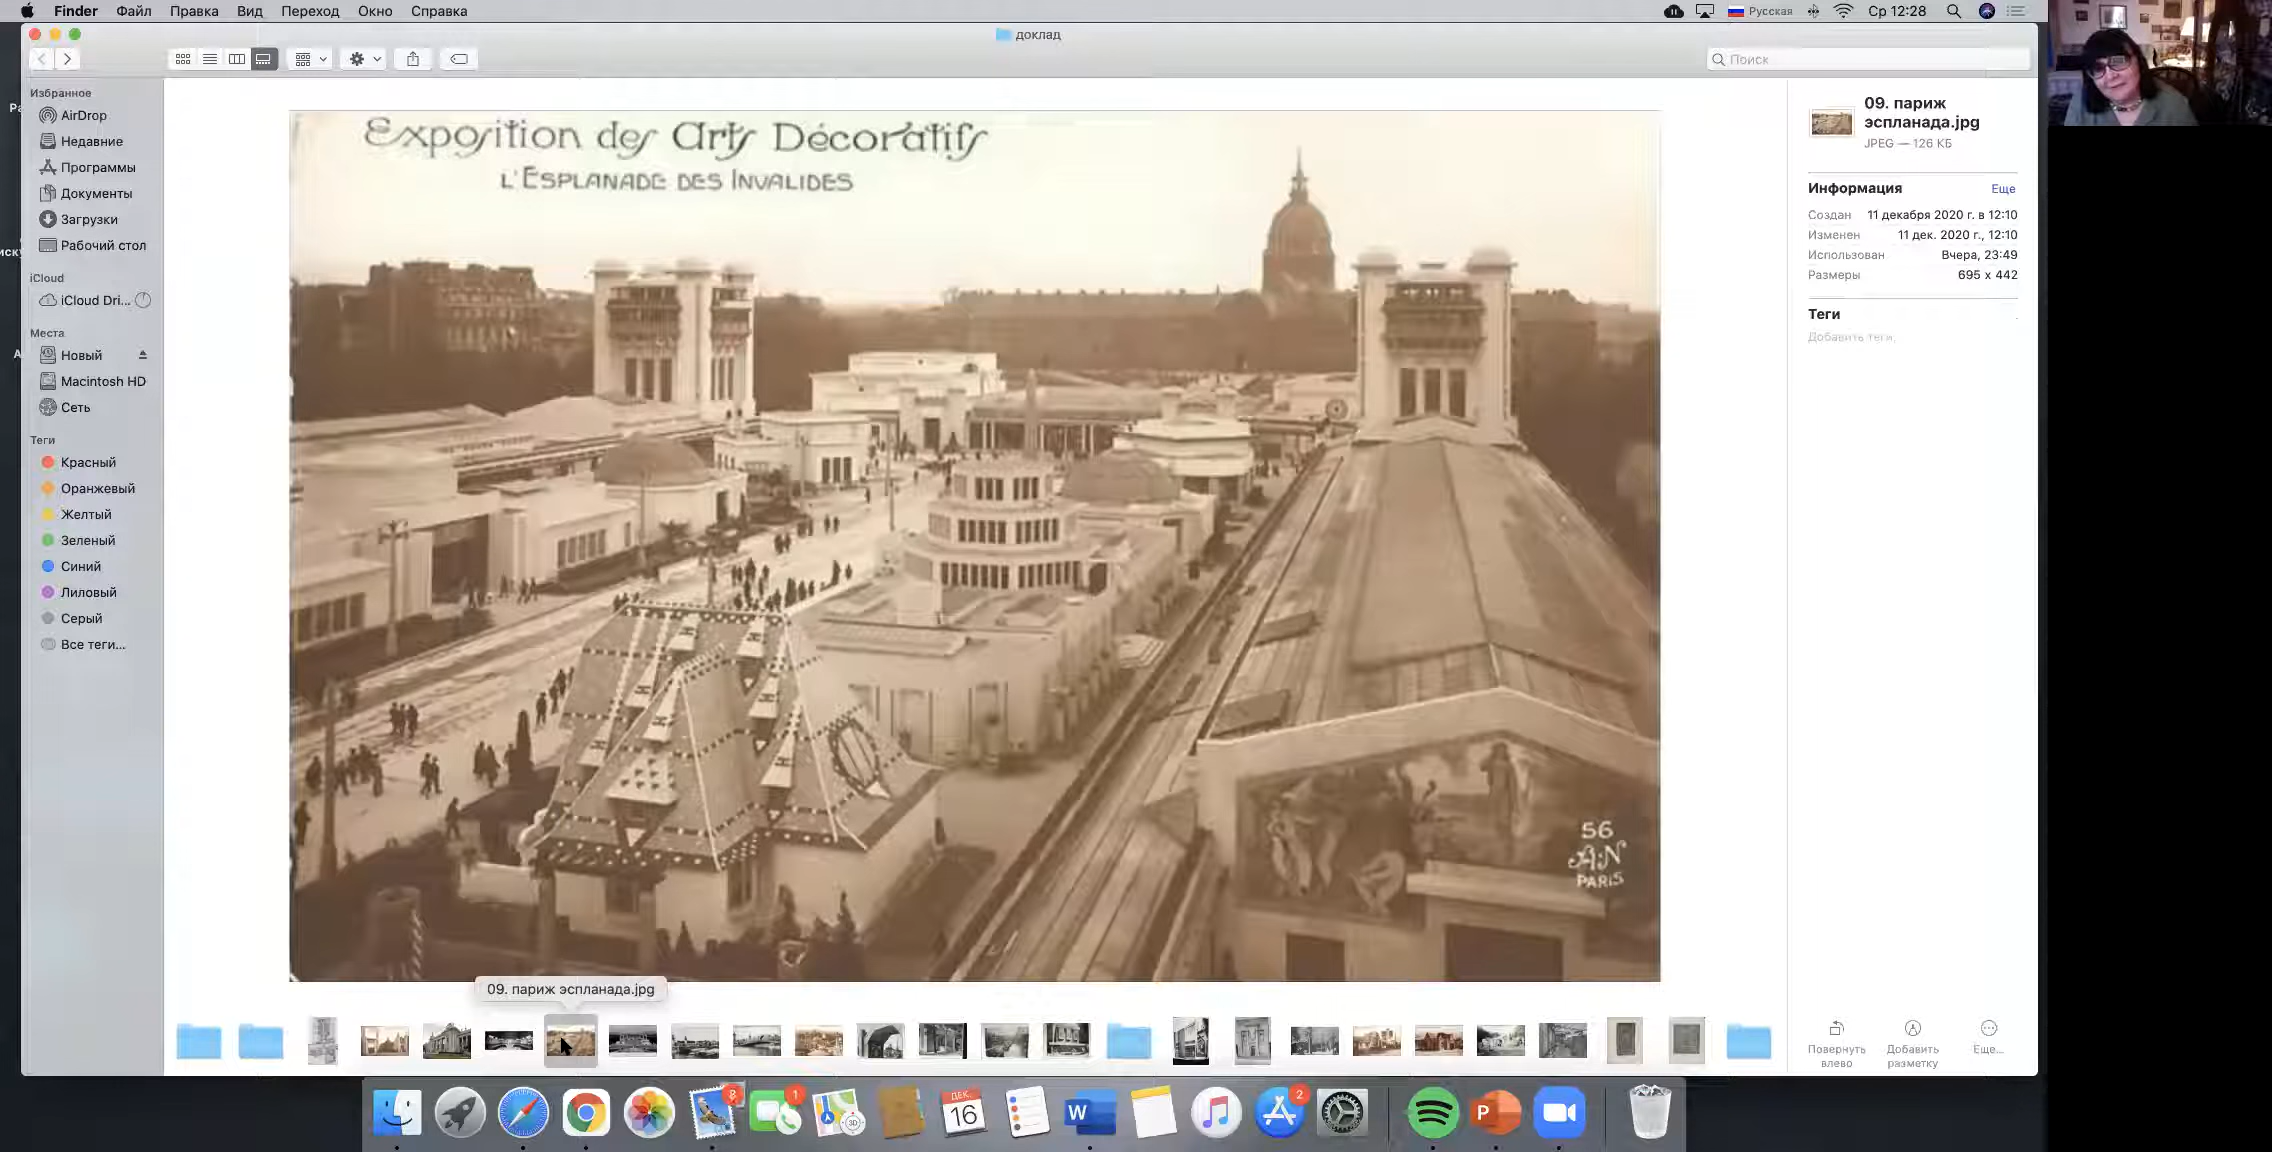 Finder Файл Правка Вид Переход Окно Справка
Русская Ср 12:28
доклад
Поиск
Избранное
AirDrop
Недавние
Программы
Документы
Загрузки
Рабочий стол
iCloud
iCloud Dri...
Места
Новый
Macintosh HD
Сеть
Теги
Красный
Оранжевый
Желтый
Зеленый
Синий
Лиловый
Серый
Все теги...
Exposition des Arts Décoratifs
L'ESPLANADE DES INVALIDES
56
A.N
PARIS
09. париж эспланада.jpg
09. париж
эспланада.jpg
JPEG — 126 КБ
Информация Еще
Создан 11 декабря 2020 г. в 12:10
Изменен 11 дек. 2020 г., 12:10
Использован Вчера, 23:49
Размеры 695 x 442
Теги
Добавить теги.
Повернуть влево
Добавить разметку
Еще...
8
1
3D
ДЕК.
16
W
2
P